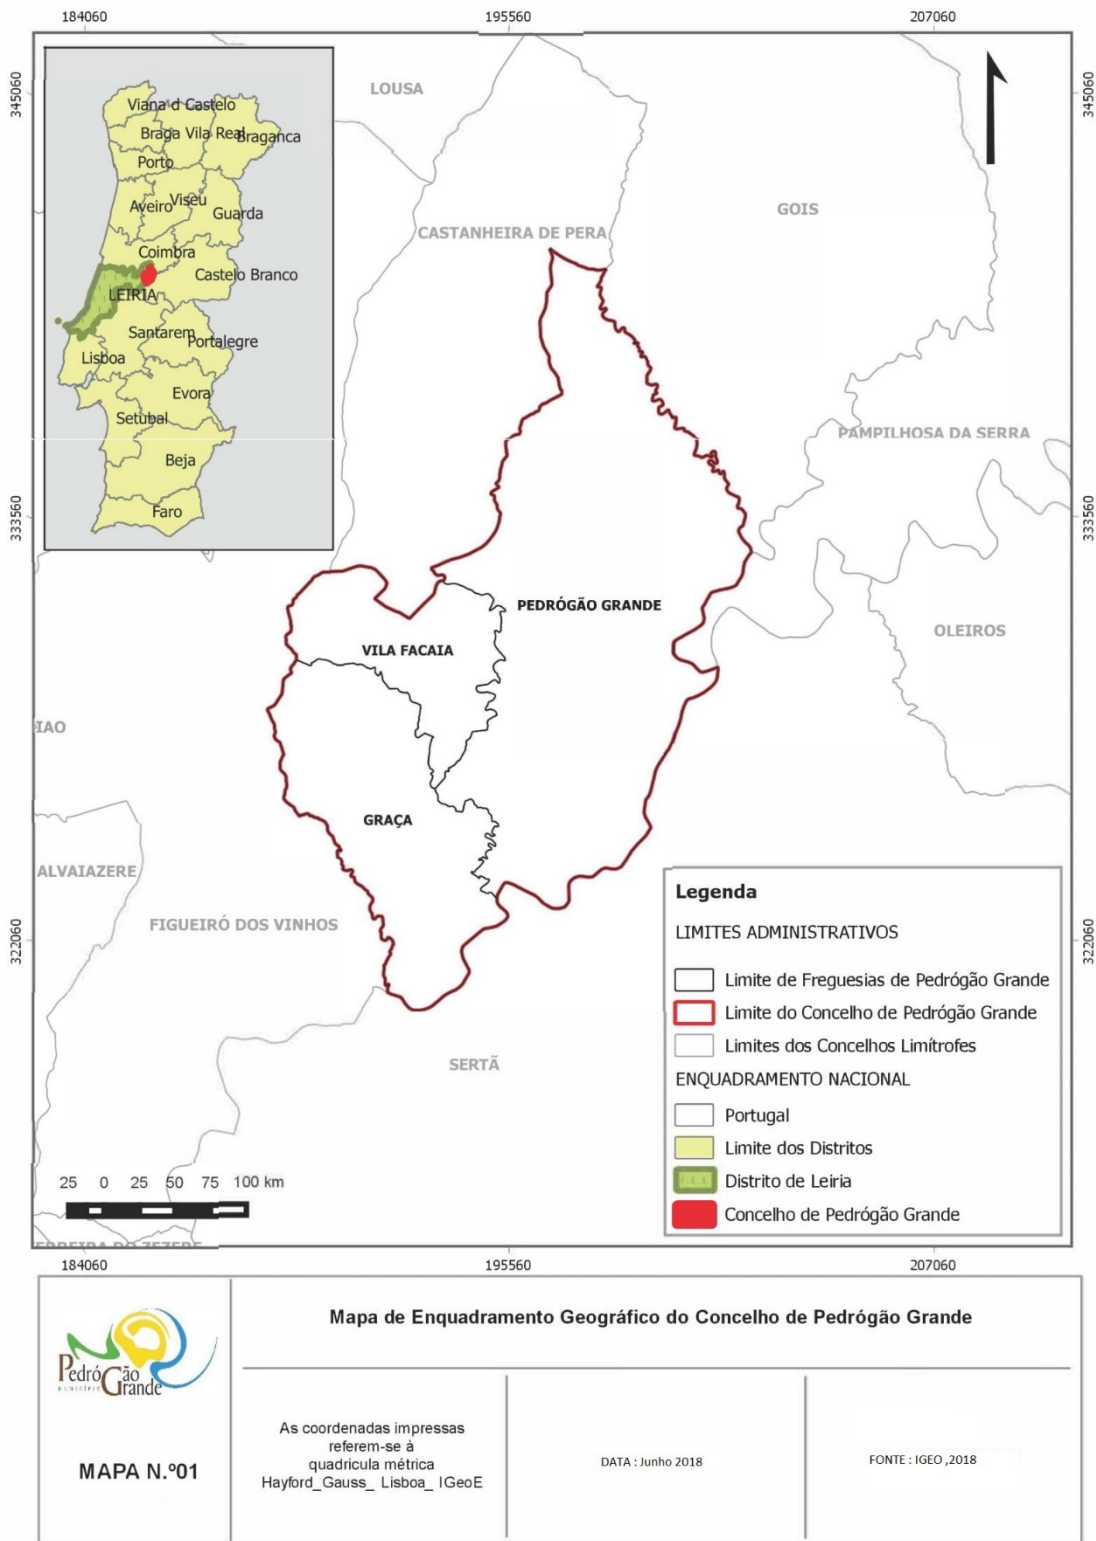 184060
195560
207060
345060
345060
LOUSA
Viana d Castelo
Braga
Vila Real
Braganca
Porto
Aveiro
Viseu
Guarda
GOIS
CASTANHEIRA DE PERA
Coimbra
Castelo Branco
LEIRIA
Santarem
Portalegre
Lisboa
Evora
Setubal
PAMPILHOSA DA SERRA
Beja
Faro
333560
333560
PEDRÓGÃO GRANDE
OLEIROS
VILA FACAIA
IAO
GRAÇA
ALVAIAZERE
FIGUEIRÓ DOS VINHOS
322060
322060
SERTÃ
Legenda
LIMITES ADMINISTRATIVOS
Limite de Freguesias de Pedrógão Grande
Limite do Concelho de Pedrógão Grande
Limites dos Concelhos Limítrofes
ENQUADRAMENTO NACIONAL
Portugal
Limite dos Distritos
Distrito de Leiria
Concelho de Pedrógão Grande
25 0 25 50 75 100 km
FERREIRA DO ZEZERE
184060
195560
207060
Mapa de Enquadramento Geográfico do Concelho de Pedrógão Grande
Pedrógão
Grande
MUNICÍPIO
MAPA N.º01
As coordenadas impressas
referem-se à
quadricula métrica
Hayford_Gauss_ Lisboa_ IGeoE
DATA : Junho 2018
FONTE : IGEO ,2018